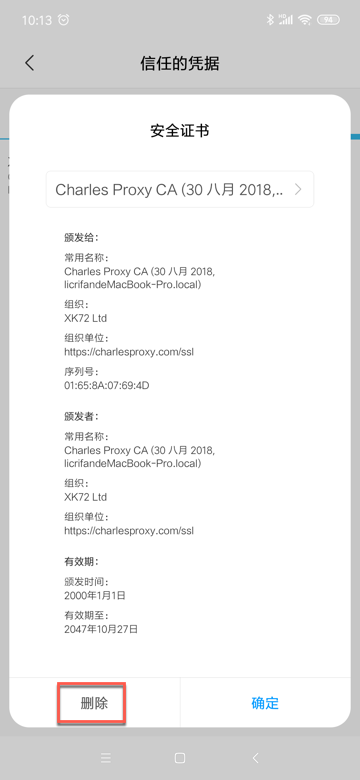 10:13
HD
94
信任的凭据
安全证书
Charles Proxy CA (30 八月 2018,..
颁发给：
常用名称：
Charles Proxy CA (30 八月 2018,
licrifandeMacBook-Pro.local)
组织：
XK72 Ltd
组织单位：
https://charlesproxy.com/ssl
序列号：
01:65:8A:07:69:4D
颁发者：
常用名称：
Charles Proxy CA (30 八月 2018,
licrifandeMacBook-Pro.local)
组织：
XK72 Ltd
组织单位：
https://charlesproxy.com/ssl
有效期：
颁发时间：
2000年1月1日
有效期至：
2047年10月27日
删除
确定